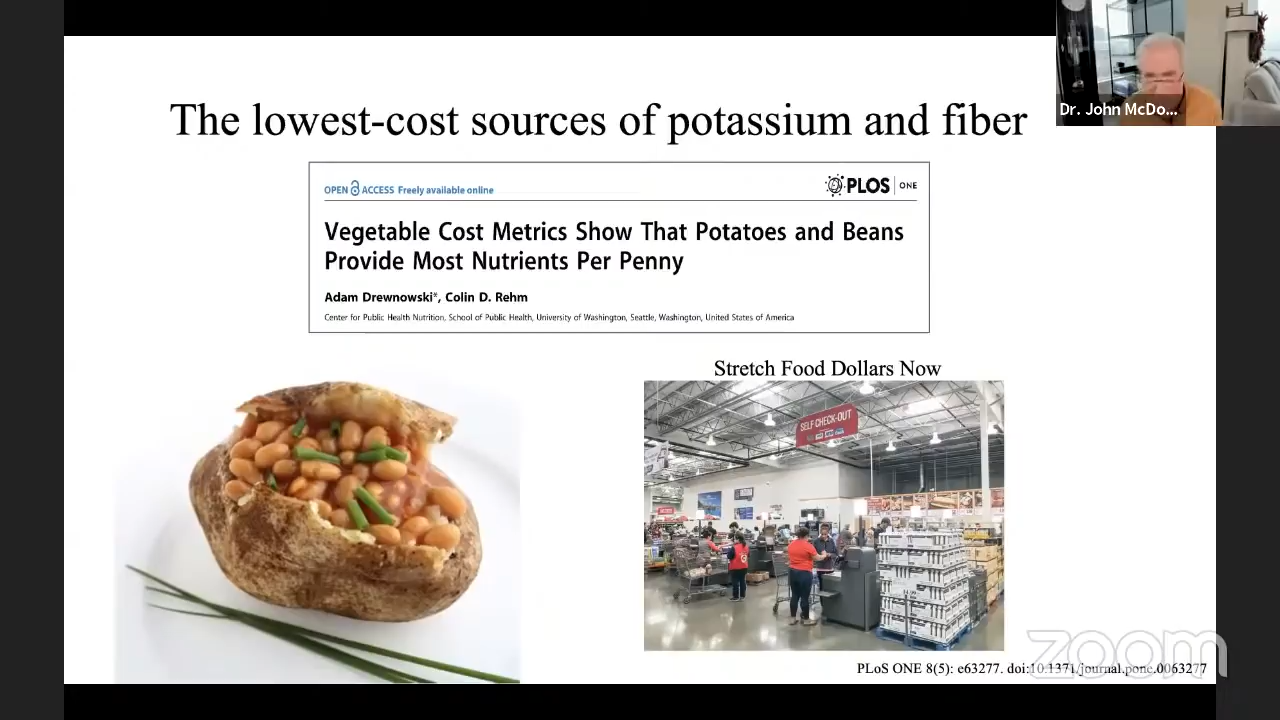 Dr. John McDo...
The lowest-cost sources of potassium and fiber
OPEN ACCESS Freely available online
PLOS ONE
Vegetable Cost Metrics Show That Potatoes and Beans
Provide Most Nutrients Per Penny
Adam Drewnowski*, Colin D. Rehm
Center for Public Health Nutrition, School of Public Health, University of Washington, Seattle, Washington, United States of America
Stretch Food Dollars Now
SELF CHECK-OUT
PLoS ONE 8(5): e63277. doi:10.1371/journal.pone.0063277
zoom